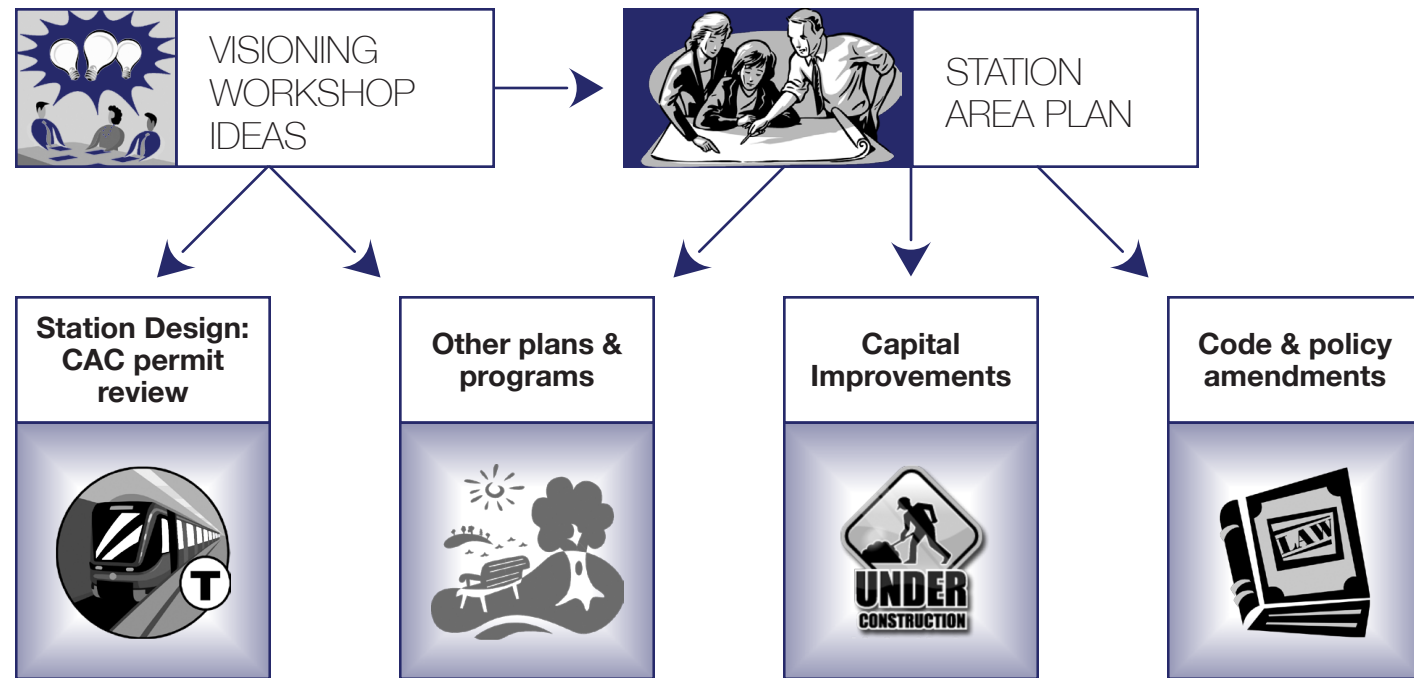 VISIONING
WORKSHOP
IDEAS
STATION
AREA PLAN
Station Design:
CAC permit
review
Other plans &
programs
Capital
Improvements
Code & policy
amendments
T
UNDER
CONSTRUCTION
LAW